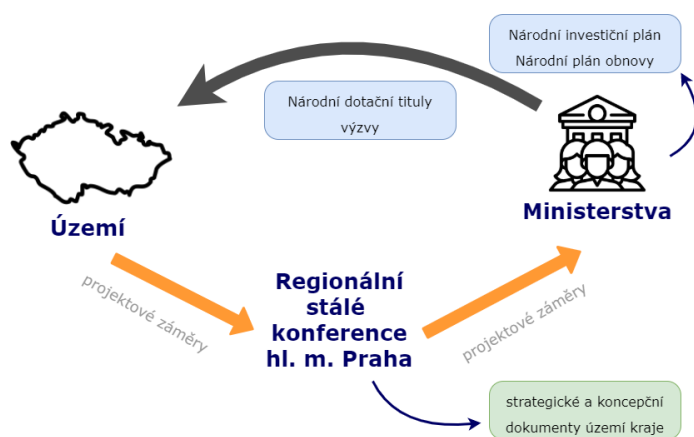 Národní investiční plán
Národní plán obnovy
Národní dotační tituly
výzvy
Území
Ministerstva
projektové záměry
Regionální
stálé
konference
hl. m. Praha
projektové záměry
strategické a koncepční
dokumenty území kraje